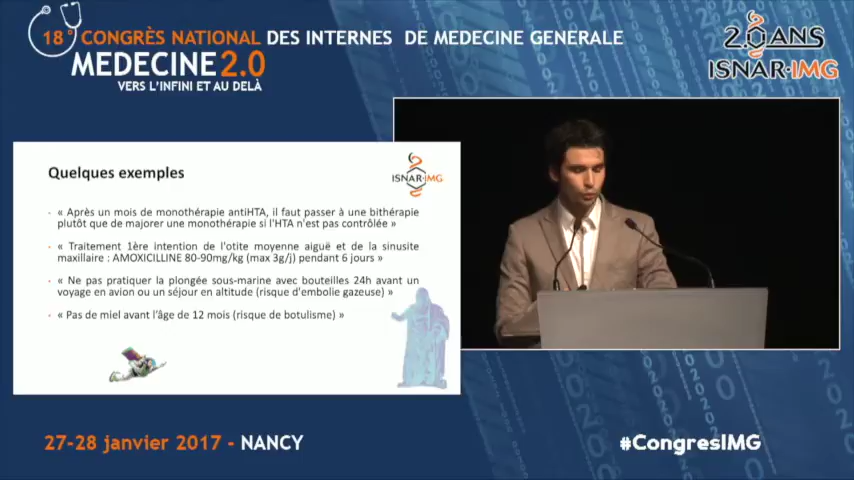 18° CONGRÈS NATIONAL DES INTERNES DE MEDECINE GENERALE
MEDECINE 2.0
VERS L'INFINI ET AU DELÀ
2.0 ANS
ISNAR·IMG
Quelques exemples
ISNAR·IMG
- « Après un mois de monothérapie antiHTA, il faut passer à une bithérapie
plutôt que de majorer une monothérapie si l'HTA n'est pas contrôlée »
- « Traitement 1ère intention de l'otite moyenne aiguë et de la sinusite
maxillaire : AMOXICILLINE 80-90mg/kg (max 3g/j) pendant 6 jours »
- « Ne pas pratiquer la plongée sous-marine avec bouteilles 24h avant un
voyage en avion ou un séjour en altitude (risque d'embolie gazeuse) »
- « Pas de miel avant l'âge de 12 mois (risque de botulisme) »
27-28 janvier 2017 - NANCY
#CongresIMG